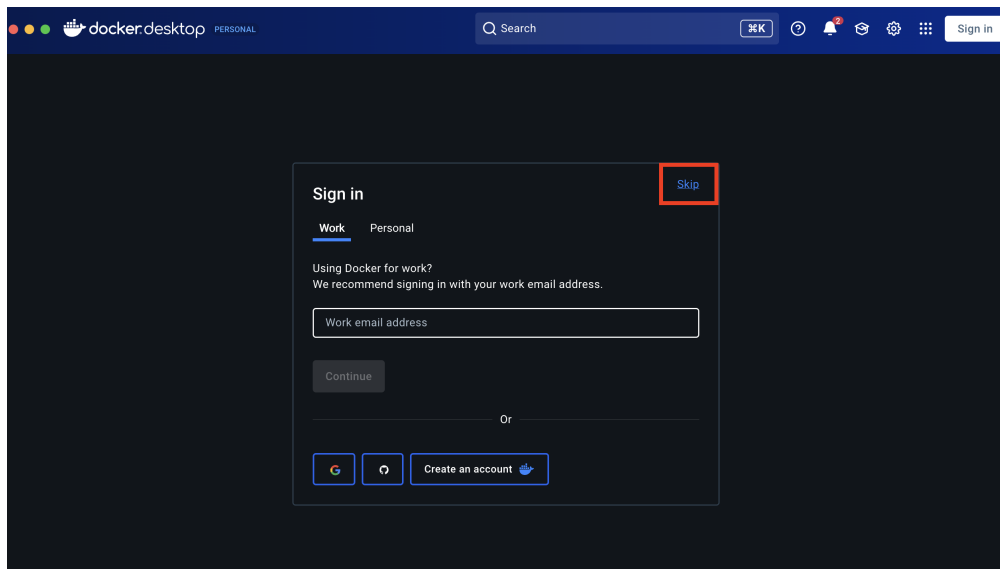 docker.desktop PERSONAL
Search
⌘K
2
Sign in
Sign in
Skip
Work
Personal
Using Docker for work?
We recommend signing in with your work email address.
Work email address
Continue
Or
G
Create an account